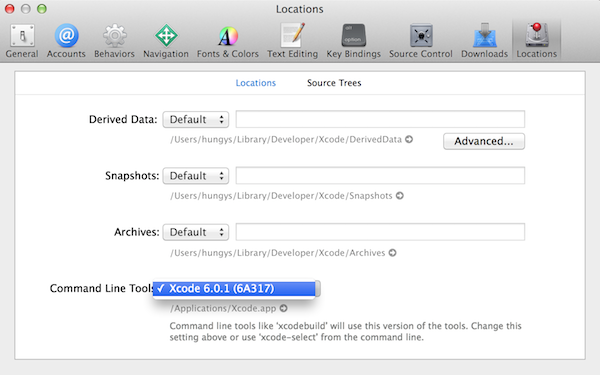 Locations
General Accounts Behaviors Navigation Fonts & Colors Text Editing Key Bindings Source Control Downloads Locations
Locations Source Trees
Derived Data: Default
/Users/hungys/Library/Developer/Xcode/DerivedData
Advanced...
Snapshots: Default
/Users/hungys/Library/Developer/Xcode/Snapshots
Archives: Default
/Users/hungys/Library/Developer/Xcode/Archives
Command Line Tools ✓ Xcode 6.0.1 (6A317)
/Applications/Xcode.app
Command line tools like 'xcodebuild' will use this version of the tools. Change this
setting above or use 'xcode-select' from the command line.